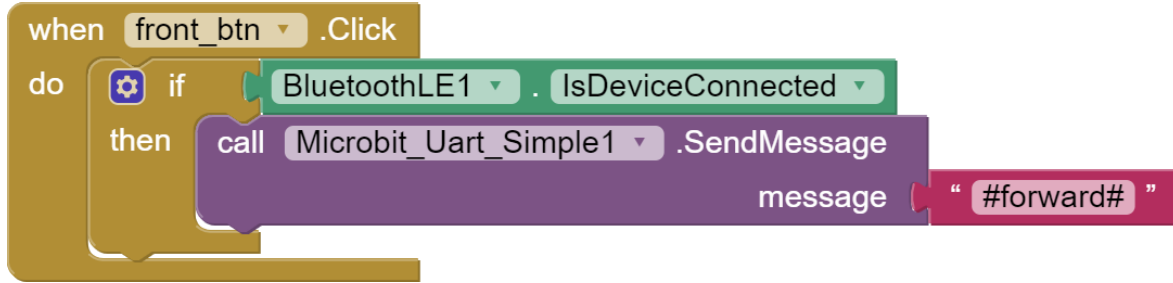 when front_btn .Click
do if BluetoothLE1 . IsDeviceConnected
then call Microbit_Uart_Simple1 .SendMessage
message “ #forward# ”